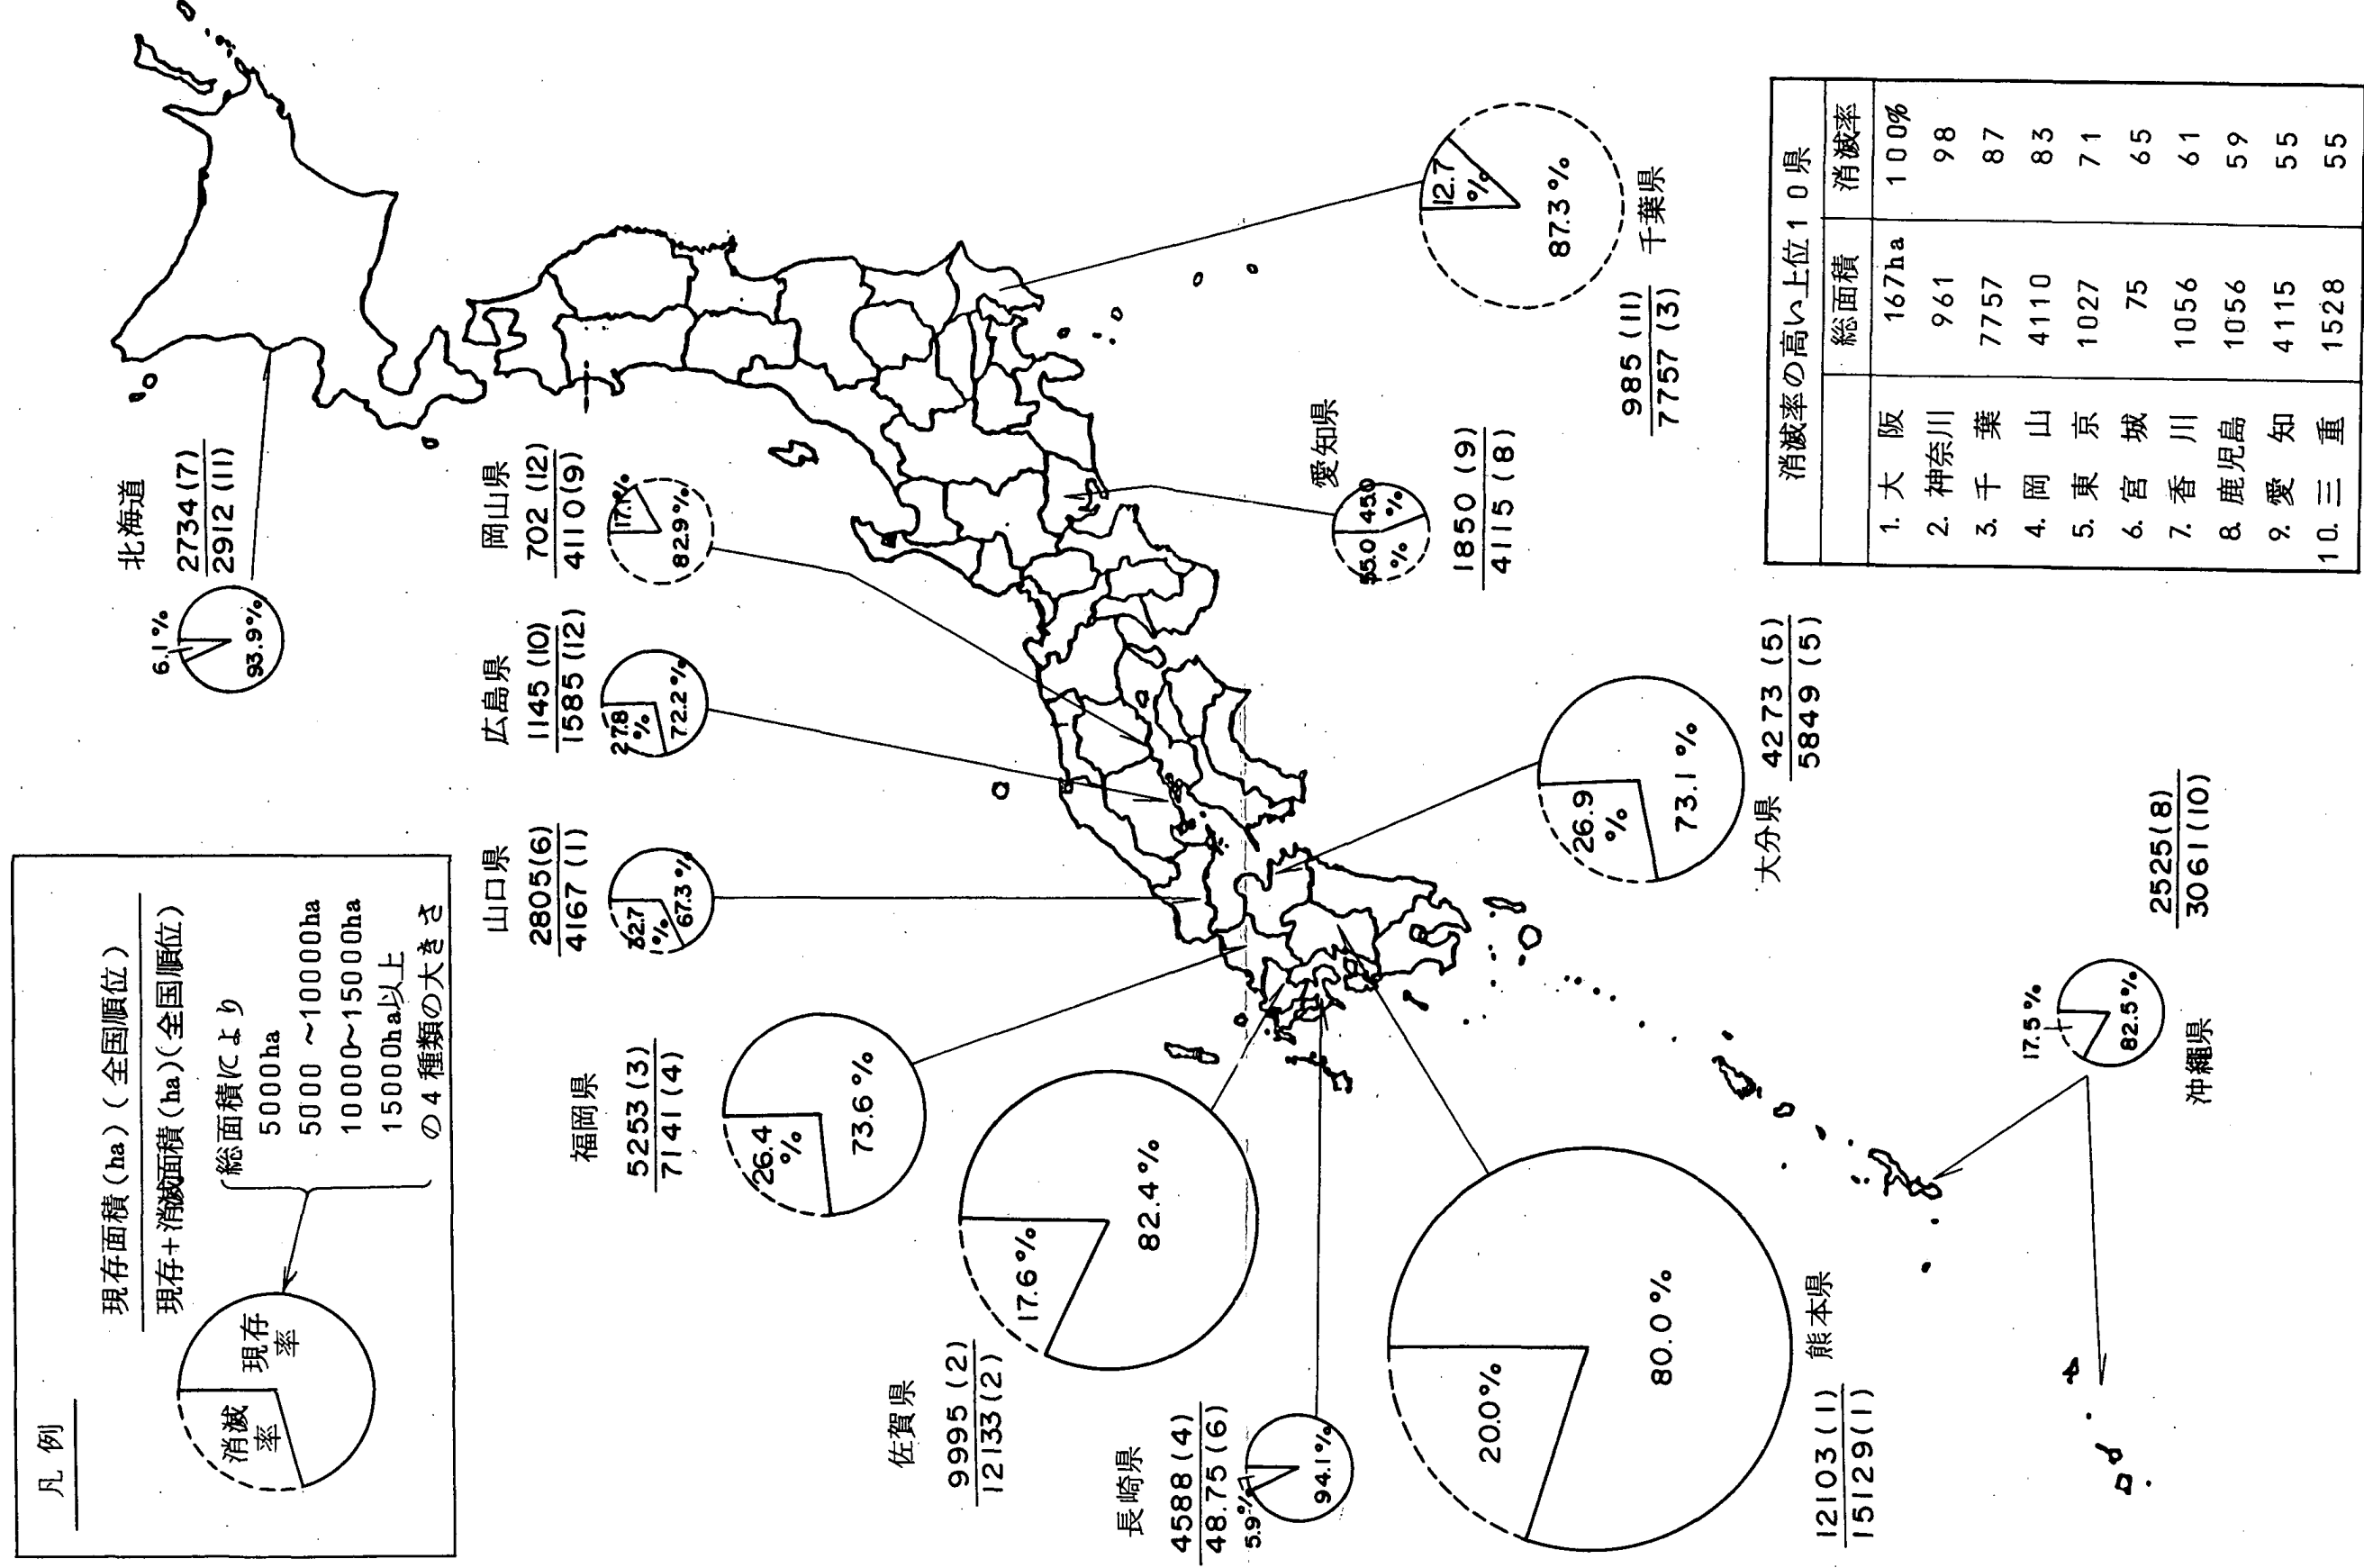 凡例
現存面積(ha)(全国順位)
現存+消滅面積(ha)(全国順位)
消滅率
現存率
総面積により
5000ha
5000~10000ha
10000~15000ha
15000ha以上
の4種類の大きさ
北海道
2734(7)
2912(11)
6.1%
93.9%
岡山県
702(12)
4110(9)
17.1%
82.9%
広島県
1145(10)
1585(12)
27.8%
72.2%
山口県
2805(6)
4167(1)
32.7%
67.3%
福岡県
5253(3)
7141(4)
26.4%
73.6%
佐賀県
9995(2)
12133(2)
17.6%
82.4%
長崎県
4588(4)
48.75(6)
5.9%
94.1%
熊本県
12103(1)
15129(1)
20.0%
80.0%
大分県
4273(5)
5849(5)
26.9%
73.1%
沖縄県
2525(8)
3061(10)
17.5%
82.5%
愛知県
1850(9)
4115(8)
55.0%
45.0%
千葉県
985(11)
7757(3)
12.7%
87.3%
消滅率の高い上位10県
総面積 消滅率
1. 大阪 167ha 100%
2. 神奈川 961 98
3. 千葉 7757 87
4. 岡山 4110 83
5. 東京 1027 71
6. 宮城 75 65
7. 香川 1056 61
8. 鹿児島 1056 59
9. 愛知 4115 55
10. 三重 1528 55